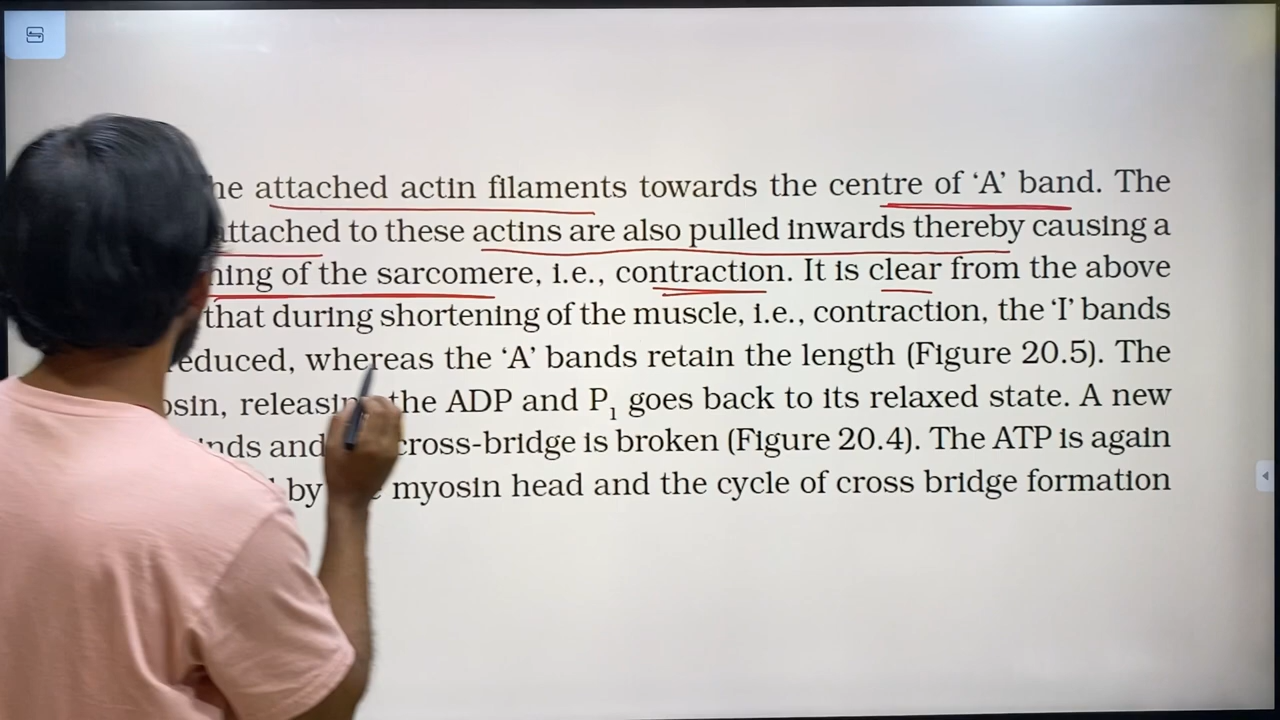 he attached actin filaments towards the centre of ‘A’ band. The
attached to these actins are also pulled inwards thereby causing a
ning of the sarcomere, i.e., contraction. It is clear from the above
that during shortening of the muscle, i.e., contraction, the ‘I’ bands
educed, whereas the ‘A’ bands retain the length (Figure 20.5). The
osin, releasing the ADP and P₁ goes back to its relaxed state. A new
nds and cross-bridge is broken (Figure 20.4). The ATP is again
by myosin head and the cycle of cross bridge formation